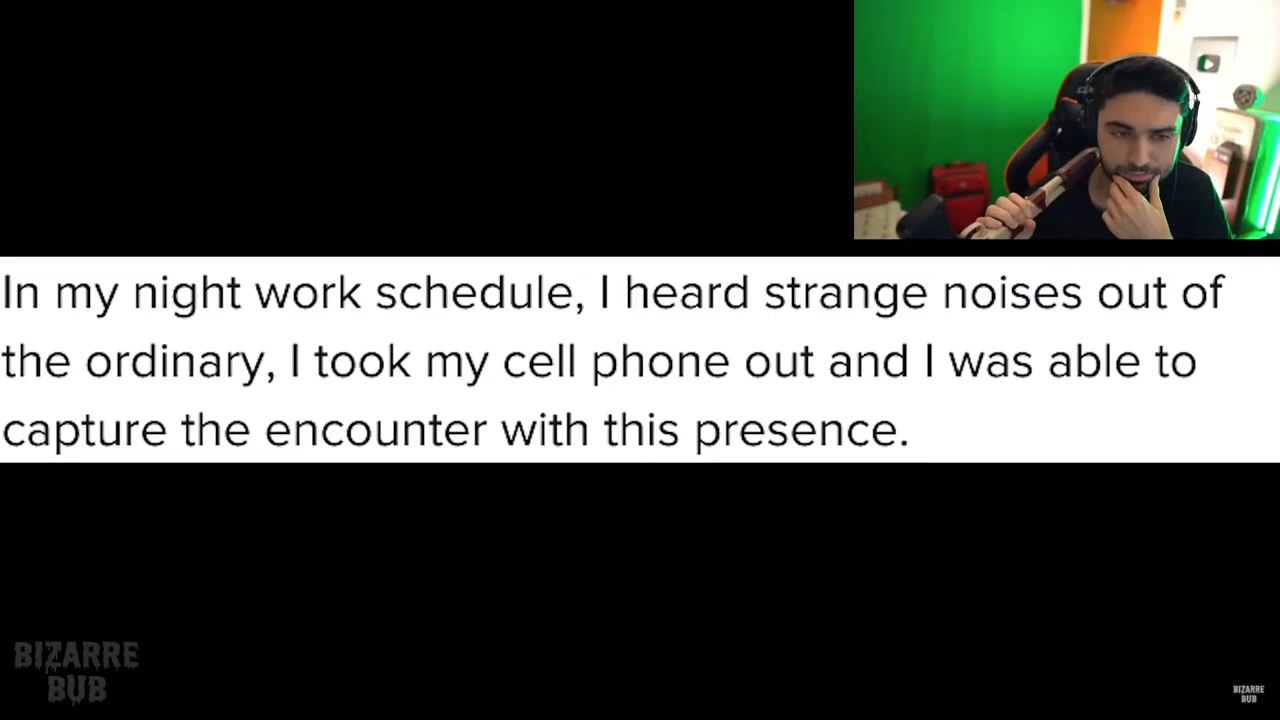 In my night work schedule, I heard strange noises out of
the ordinary, I took my cell phone out and I was able to
capture the encounter with this presence.
BIZARRE
BUB
BIZARRE
BUB